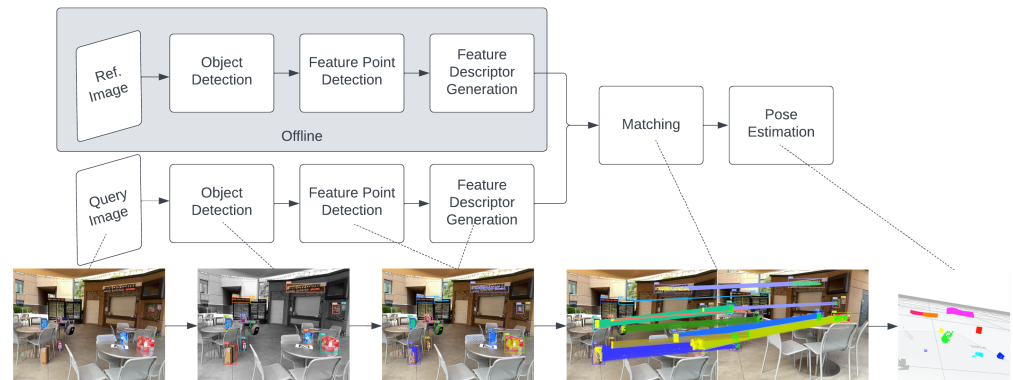 Ref.
Image
Object
Detection
Feature Point
Detection
Feature
Descriptor
Generation
Offline
Matching
Pose
Estimation
Query
Image
Object
Detection
Feature Point
Detection
Feature
Descriptor
Generation